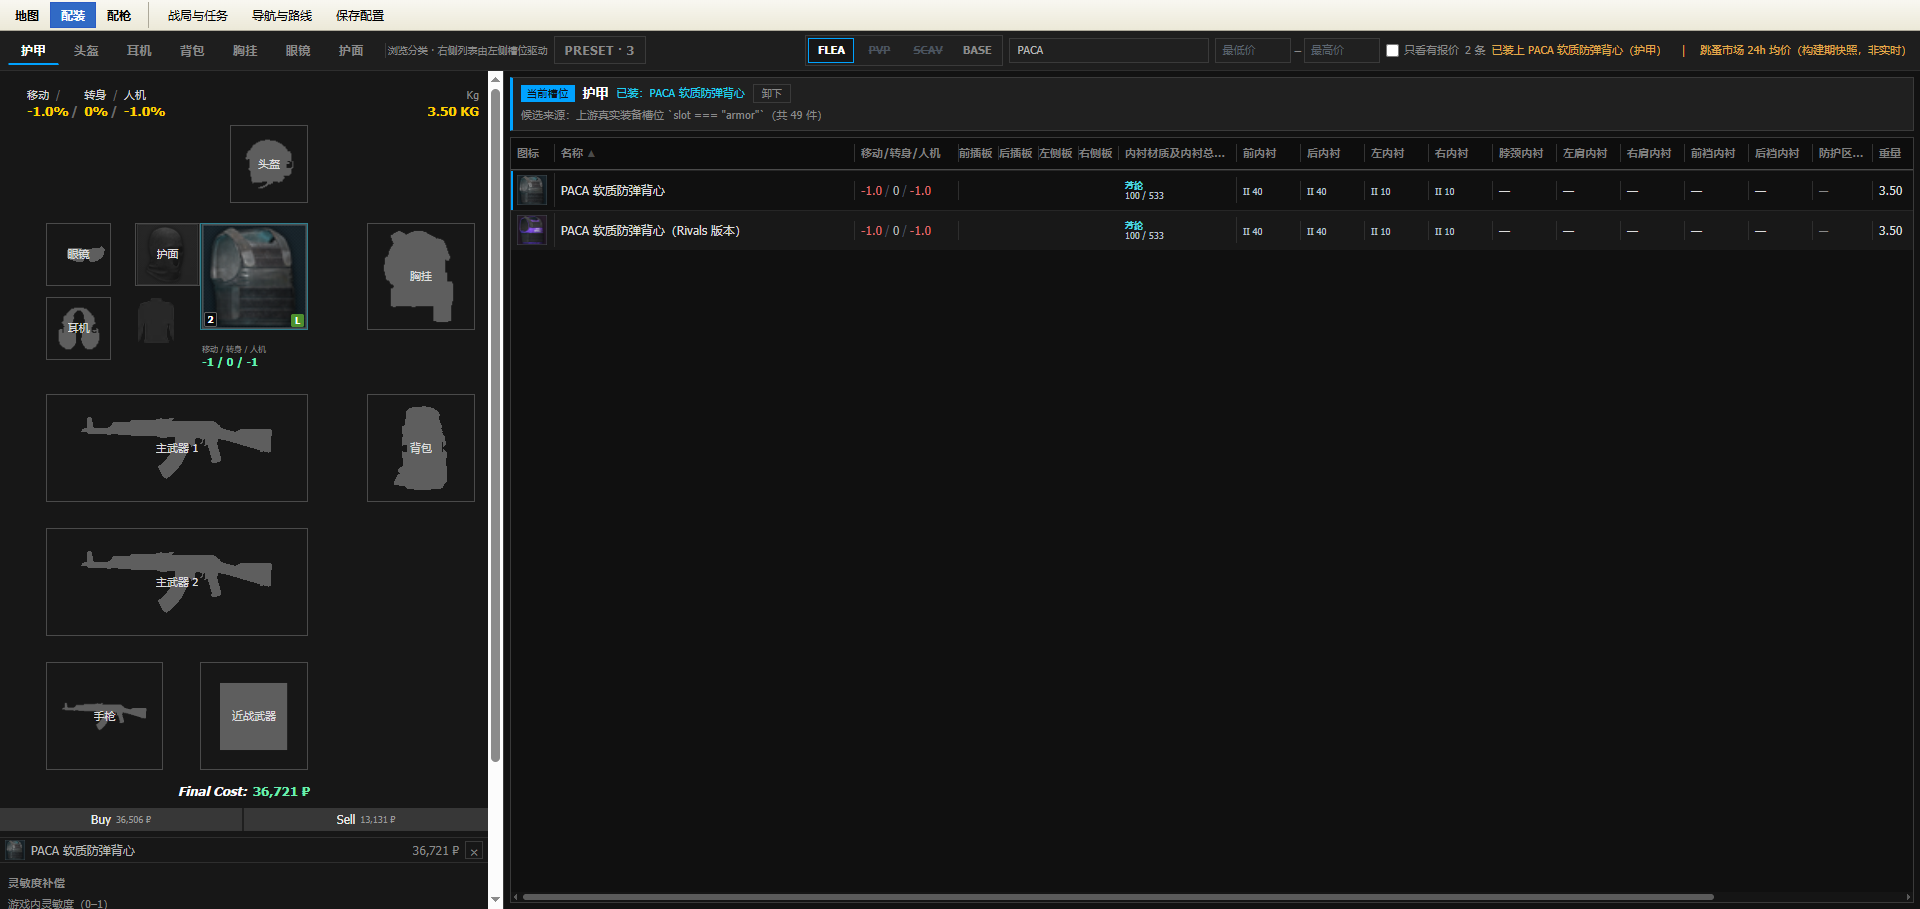 地图 配装 配枪 战局与任务 导航与路线 保存配置
护甲 头盔 耳机 背包 胸挂 眼镜 护面 浏览分类 · 右侧列表由左侧槽位驱动 PRESET · 3 FLEA PVP SCAV BASE PACA 最低价 – 最高价 只看有报价 2 条 已装上 PACA 软质防弹背心（护甲） | 跳蚤市场 24h 均价（构建期快照，非实时）
移动 / 转身 / 人机 Kg
-1.0% / 0% / -1.0% 3.50 KG
头盔
眼镜 护面 胸挂
耳机
2 L
移动 / 转身 / 人机
-1 / 0 / -1
主武器 1 背包
主武器 2
手枪 近战武器
Final Cost: 36,721 ₽
Buy 36,506 ₽ Sell 13,131 ₽
PACA 软质防弹背心 36,721 ₽ ×
灵敏度补偿
游戏内灵敏度（0–1）
当前槽位 护甲 已装：PACA 软质防弹背心 卸下
候选来源：上游真实装备槽位 `slot === "armor"`（共 49 件）
图标 名称 ▲ 移动/转身/人机 前插板 后插板 左侧板 右侧板 内衬材质及内衬总... 前内衬 后内衬 左内衬 右内衬 脖颈内衬 左肩内衬 右肩内衬 前裆内衬 后裆内衬 防护区... 重量
PACA 软质防弹背心 -1.0 / 0 / -1.0 芳纶 100 / 533 II 40 II 40 II 10 II 10 — — — — — — 3.50
PACA 软质防弹背心（Rivals 版本） -1.0 / 0 / -1.0 芳纶 100 / 533 II 40 II 40 II 10 II 10 — — — — — — 3.50